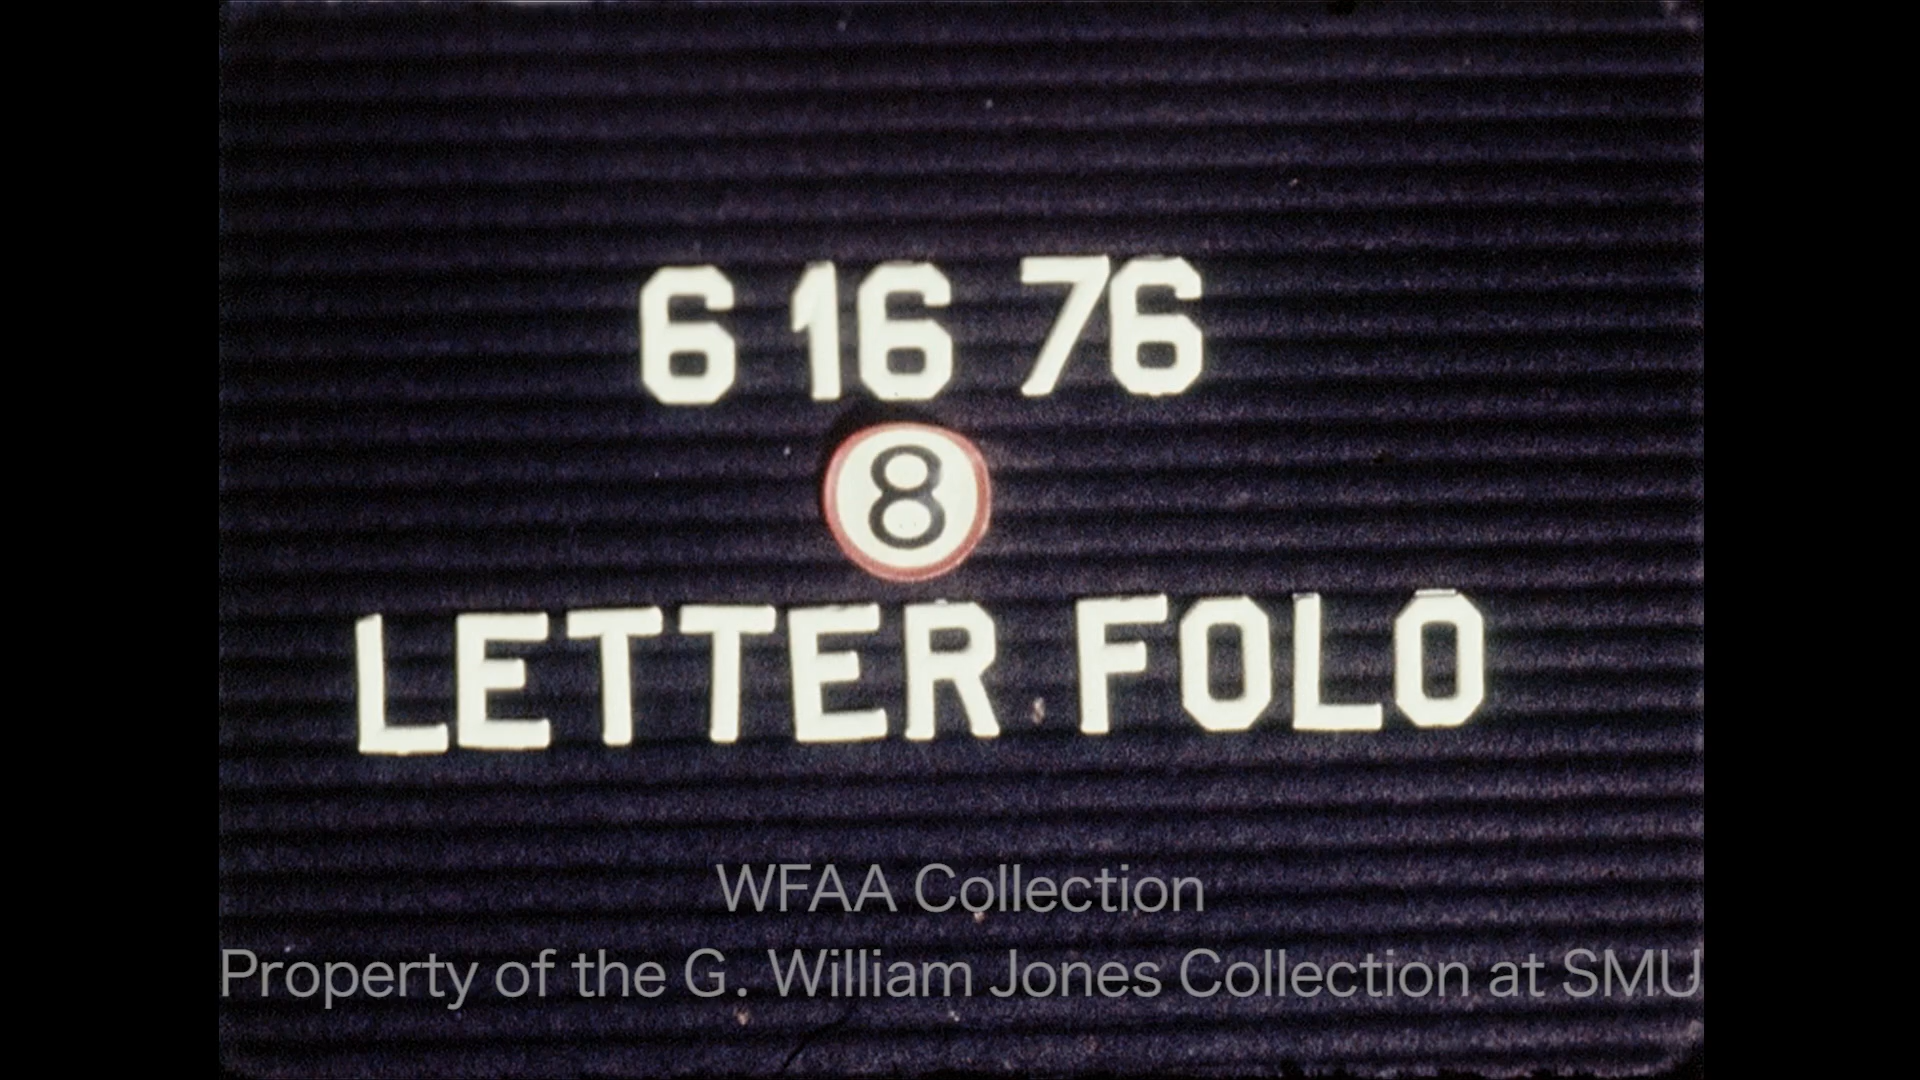 6 16 76
8
LETTER FOLO
WFAA Collection
Property of the G. William Jones Collection at SMU